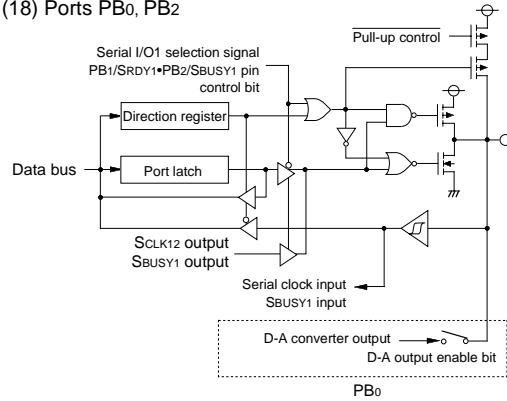 (18) Ports PB0, PB2
Pull-up control
Serial I/O1 selection signal
PB1/SRDY1•PB2/SBUSY1 pin
control bit
Direction register
Data bus
Port latch
SCLK12 output
SBUSY1 output
Serial clock input
SBUSY1 input
D-A converter output
D-A output enable bit
PB0